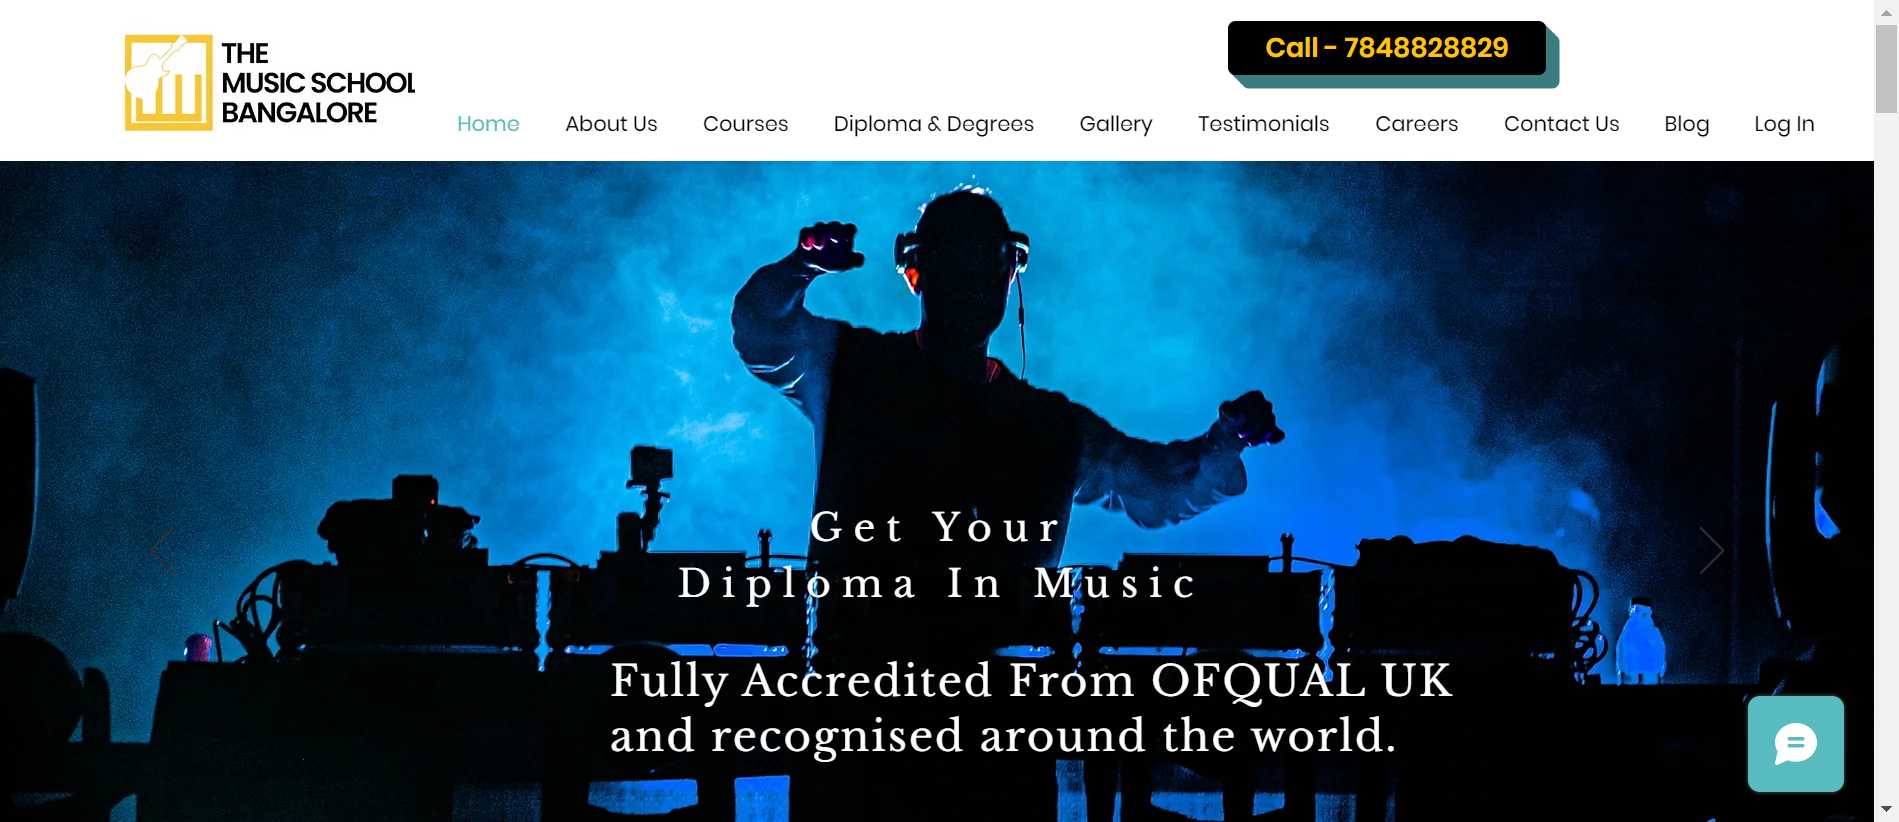 THE
MUSIC SCHOOL
BANGALORE
Call - 7848828829
Home About Us Courses Diploma & Degrees Gallery Testimonials Careers Contact Us Blog Log In
Get Your
Diploma In Music
Fully Accredited From OFQUAL UK
and recognised around the world.